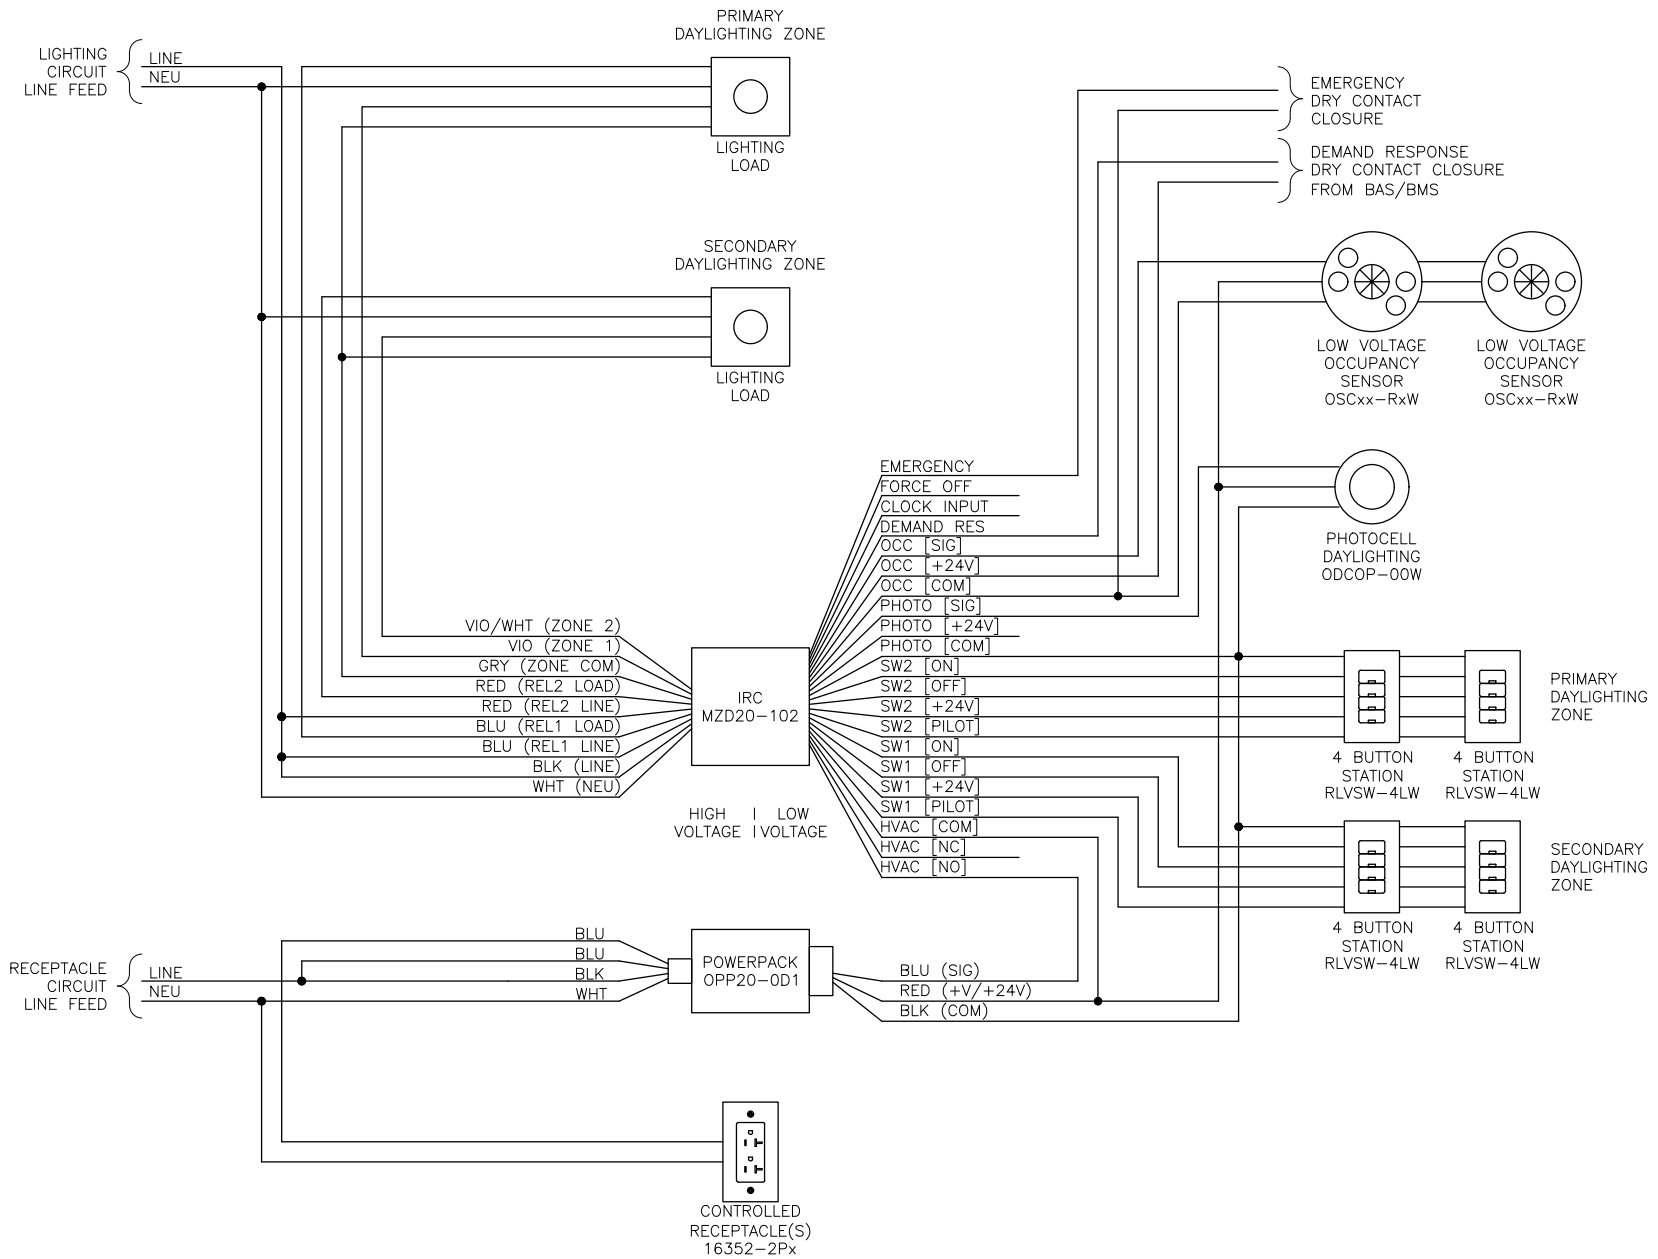 PRIMARY
DAYLIGHTING ZONE
LIGHTING
CIRCUIT
LINE FEED
LINE
NEU
LIGHTING
LOAD
EMERGENCY
DRY CONTACT
CLOSURE
DEMAND RESPONSE
DRY CONTACT CLOSURE
FROM BAS/BMS
SECONDARY
DAYLIGHTING ZONE
LIGHTING
LOAD
LOW VOLTAGE
OCCUPANCY
SENSOR
OSCxx-RxW
LOW VOLTAGE
OCCUPANCY
SENSOR
OSCxx-RxW
PHOTOCELL
DAYLIGHTING
ODCOP-00W
EMERGENCY
FORCE OFF
CLOCK INPUT
DEMAND RES
OCC [SIG]
OCC [+24V]
OCC [COM]
PHOTO [SIG]
PHOTO [+24V]
PHOTO [COM]
SW2 [ON]
SW2 [OFF]
SW2 [+24V]
SW2 [PILOT]
SW1 [ON]
SW1 [OFF]
SW1 [+24V]
SW1 [PILOT]
HVAC [COM]
HVAC [NC]
HVAC [NO]
VIO/WHT (ZONE 2)
VIO (ZONE 1)
GRY (ZONE COM)
RED (REL2 LOAD)
RED (REL2 LINE)
BLU (REL1 LOAD)
BLU (REL1 LINE)
BLK (LINE)
WHT (NEU)
IRC
MZD20-102
HIGH | LOW
VOLTAGE | VOLTAGE
PRIMARY
DAYLIGHTING
ZONE
4 BUTTON
STATION
RLVSW-4LW
4 BUTTON
STATION
RLVSW-4LW
SECONDARY
DAYLIGHTING
ZONE
4 BUTTON
STATION
RLVSW-4LW
4 BUTTON
STATION
RLVSW-4LW
RECEPTACLE
CIRCUIT
LINE FEED
LINE
NEU
BLU
BLU
BLK
WHT
POWERPACK
OPP20-0D1
BLU (SIG)
RED (+V/+24V)
BLK (COM)
CONTROLLED
RECEPTACLE(S)
16352-2Px